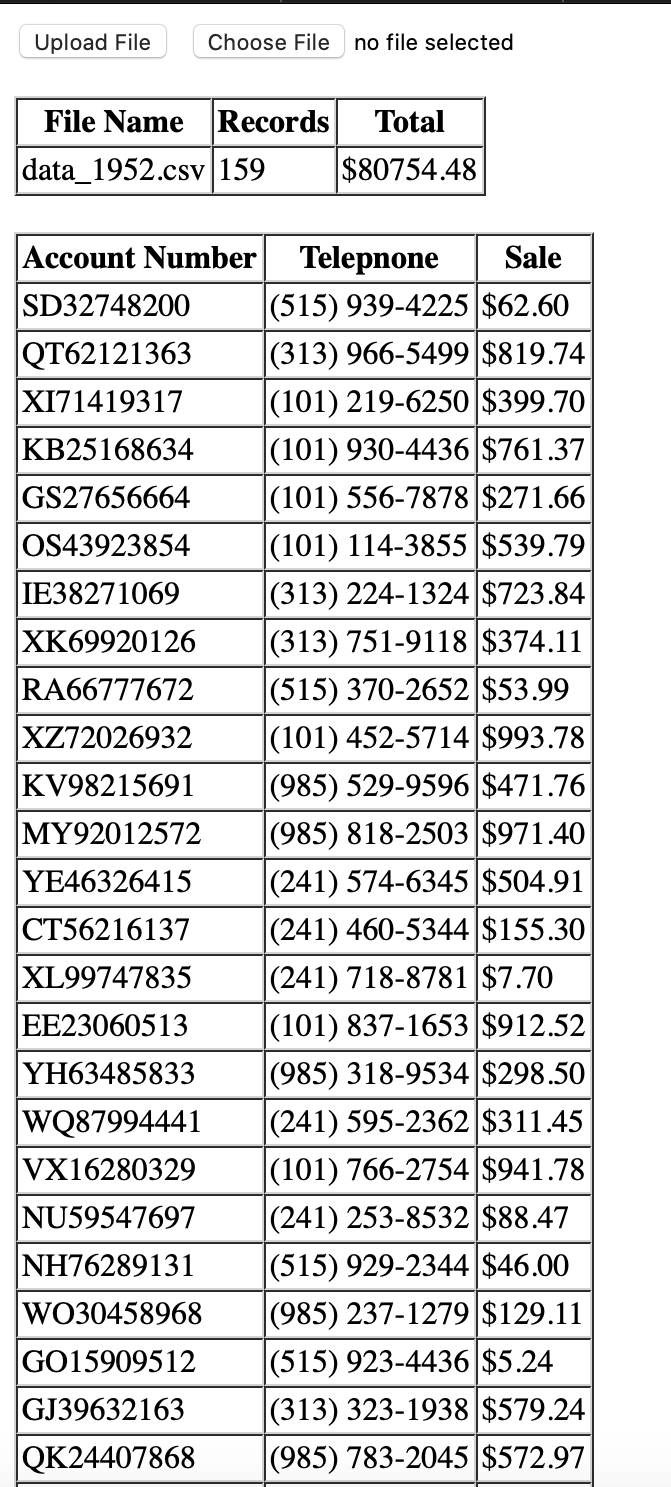 Upload File Choose File no file selected
File Name Records Total
data_1952.csv 159 $80754.48
Account Number Telepnone Sale
SD32748200 (515) 939-4225 $62.60
QT62121363 (313) 966-5499 $819.74
XI71419317 (101) 219-6250 $399.70
KB25168634 (101) 930-4436 $761.37
GS27656664 (101) 556-7878 $271.66
OS43923854 (101) 114-3855 $539.79
IE38271069 (313) 224-1324 $723.84
XK69920126 (313) 751-9118 $374.11
RA66777672 (515) 370-2652 $53.99
XZ72026932 (101) 452-5714 $993.78
KV98215691 (985) 529-9596 $471.76
MY92012572 (985) 818-2503 $971.40
YE46326415 (241) 574-6345 $504.91
CT56216137 (241) 460-5344 $155.30
XL99747835 (241) 718-8781 $7.70
EE23060513 (101) 837-1653 $912.52
YH63485833 (985) 318-9534 $298.50
WQ87994441 (241) 595-2362 $311.45
VX16280329 (101) 766-2754 $941.78
NU59547697 (241) 253-8532 $88.47
NH76289131 (515) 929-2344 $46.00
WO30458968 (985) 237-1279 $129.11
GO15909512 (515) 923-4436 $5.24
GJ39632163 (313) 323-1938 $579.24
QK24407868 (985) 783-2045 $572.97